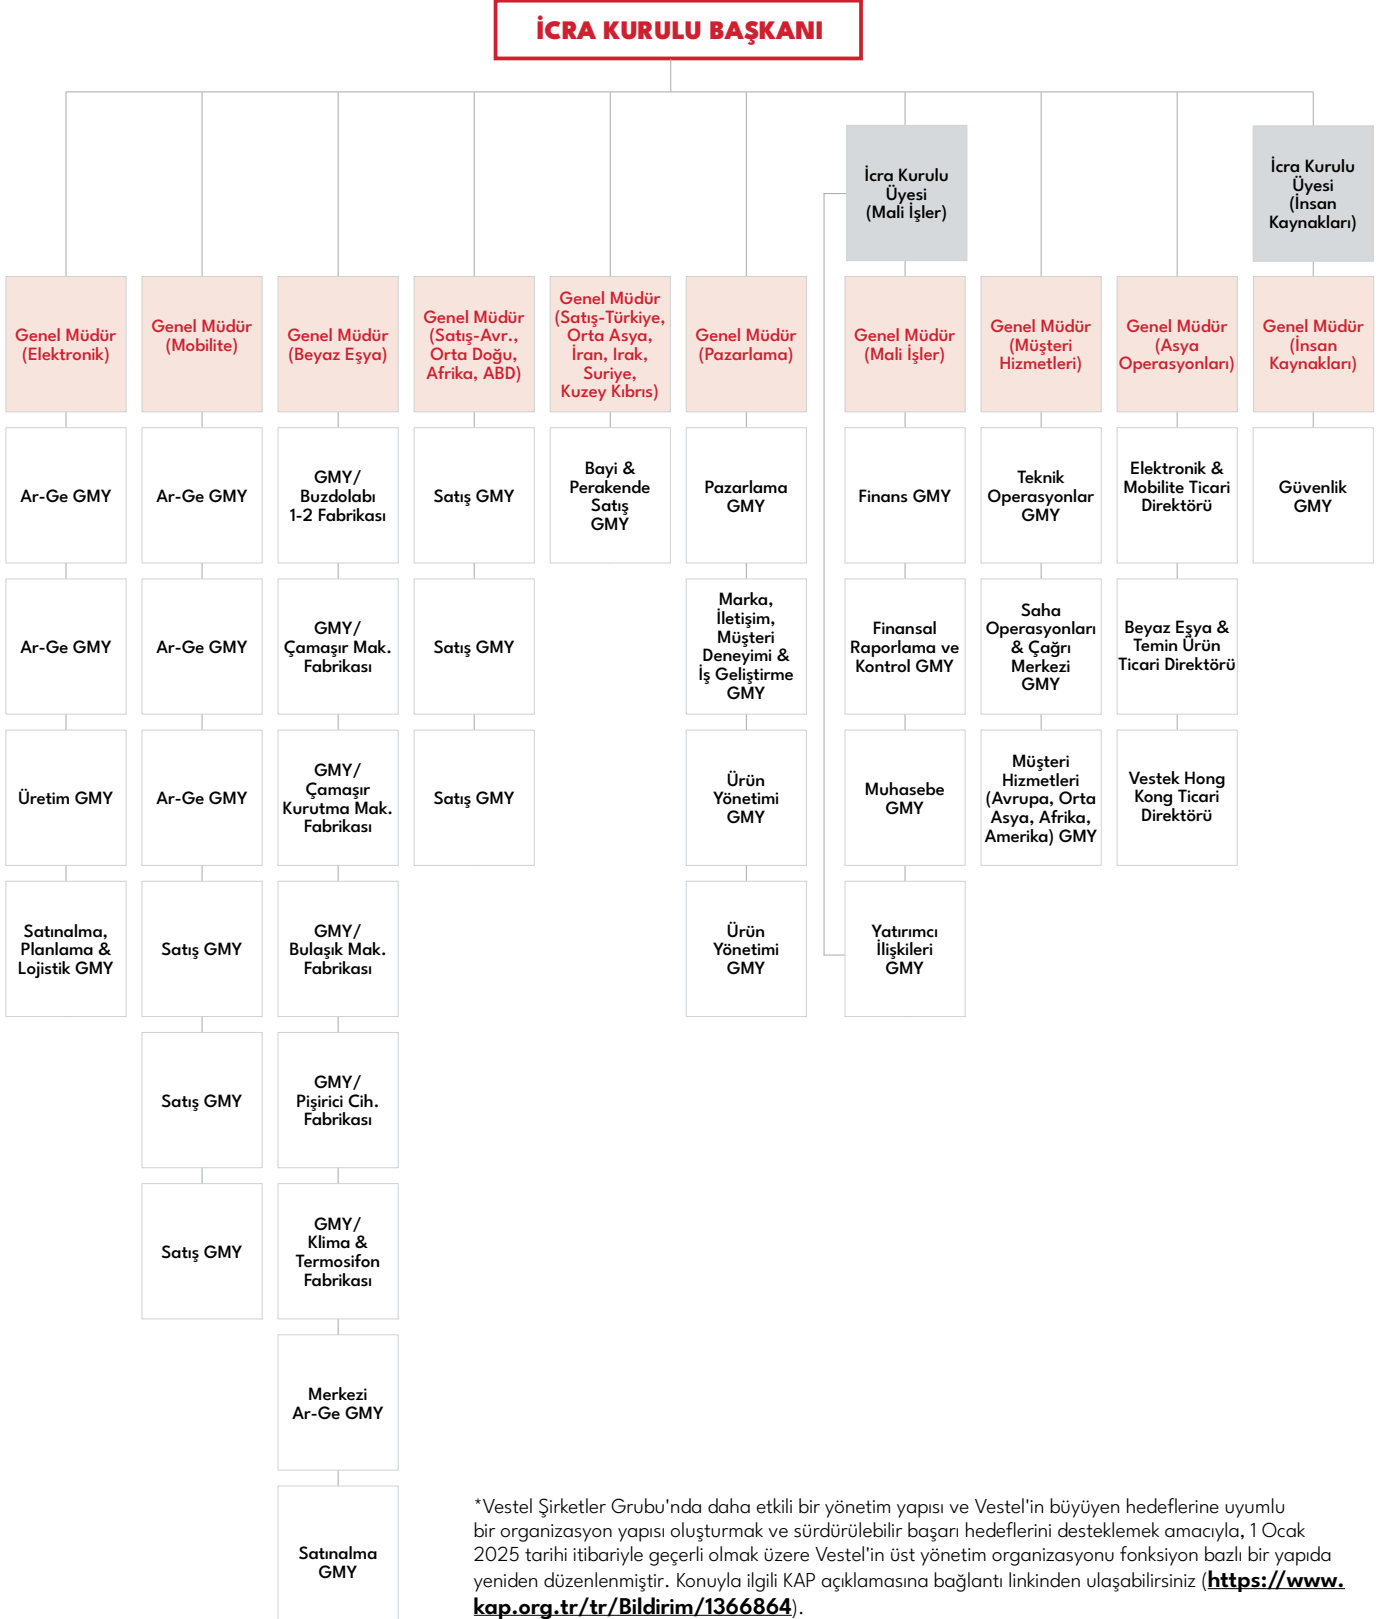 İCRA KURULU BAŞKANI
İcra Kurulu
Üyesi
(Mali İşler)
İcra Kurulu
Üyesi
(İnsan
Kaynakları)
Genel Müdür
(Elektronik)
Genel Müdür
(Mobilite)
Genel Müdür
(Beyaz Eşya)
Genel Müdür
(Satış-Avr.,
Orta Doğu,
Afrika, ABD)
Genel Müdür
(Satış-Türkiye,
Orta Asya,
İran, Irak,
Suriye,
Kuzey Kıbrıs)
Genel Müdür
(Pazarlama)
Genel Müdür
(Mali İşler)
Genel Müdür
(Müşteri
Hizmetleri)
Genel Müdür
(Asya
Operasyonları)
Genel Müdür
(İnsan
Kaynakları)
Ar-Ge GMY
Ar-Ge GMY
GMY/
Buzdolabı
1-2 Fabrikası
Satış GMY
Bayi &
Perakende
Satış
GMY
Pazarlama
GMY
Finans GMY
Teknik
Operasyonlar
GMY
Elektronik &
Mobilite Ticari
Direktörü
Güvenlik
GMY
Ar-Ge GMY
Ar-Ge GMY
GMY/
Çamaşır Mak.
Fabrikası
Satış GMY
Marka,
İletişim,
Müşteri
Deneyimi &
İş Geliştirme
GMY
Finansal
Raporlama ve
Kontrol GMY
Saha
Operasyonları
& Çağrı
Merkezi
GMY
Beyaz Eşya &
Temin Ürün
Ticari Direktörü
Üretim GMY
Ar-Ge GMY
GMY/
Çamaşır
Kurutma Mak.
Fabrikası
Satış GMY
Ürün
Yönetimi
GMY
Muhasebe
GMY
Müşteri
Hizmetleri
(Avrupa, Orta
Asya, Afrika,
Amerika) GMY
Vestek Hong
Kong Ticari
Direktörü
Satınalma,
Planlama &
Lojistik GMY
Satış GMY
GMY/
Bulaşık Mak.
Fabrikası
Ürün
Yönetimi
GMY
Yatırımcı
İlişkileri
GMY
Satış GMY
GMY/
Pişirici Cih.
Fabrikası
Satış GMY
GMY/
Klima &
Termosifon
Fabrikası
Merkezi
Ar-Ge GMY
Satınalma
GMY
*Vestel Şirketler Grubu'nda daha etkili bir yönetim yapısı ve Vestel'in büyüyen hedeflerine uyumlu
bir organizasyon yapısı oluşturmak ve sürdürülebilir başarı hedeflerini desteklemek amacıyla, 1 Ocak
2025 tarihi itibariyle geçerli olmak üzere Vestel'in üst yönetim organizasyonu fonksiyon bazlı bir yapıda
yeniden düzenlenmiştir. Konuyla ilgili KAP açıklamasına bağlantı linkinden ulaşabilirsiniz (https://www.
kap.org.tr/tr/Bildirim/1366864).